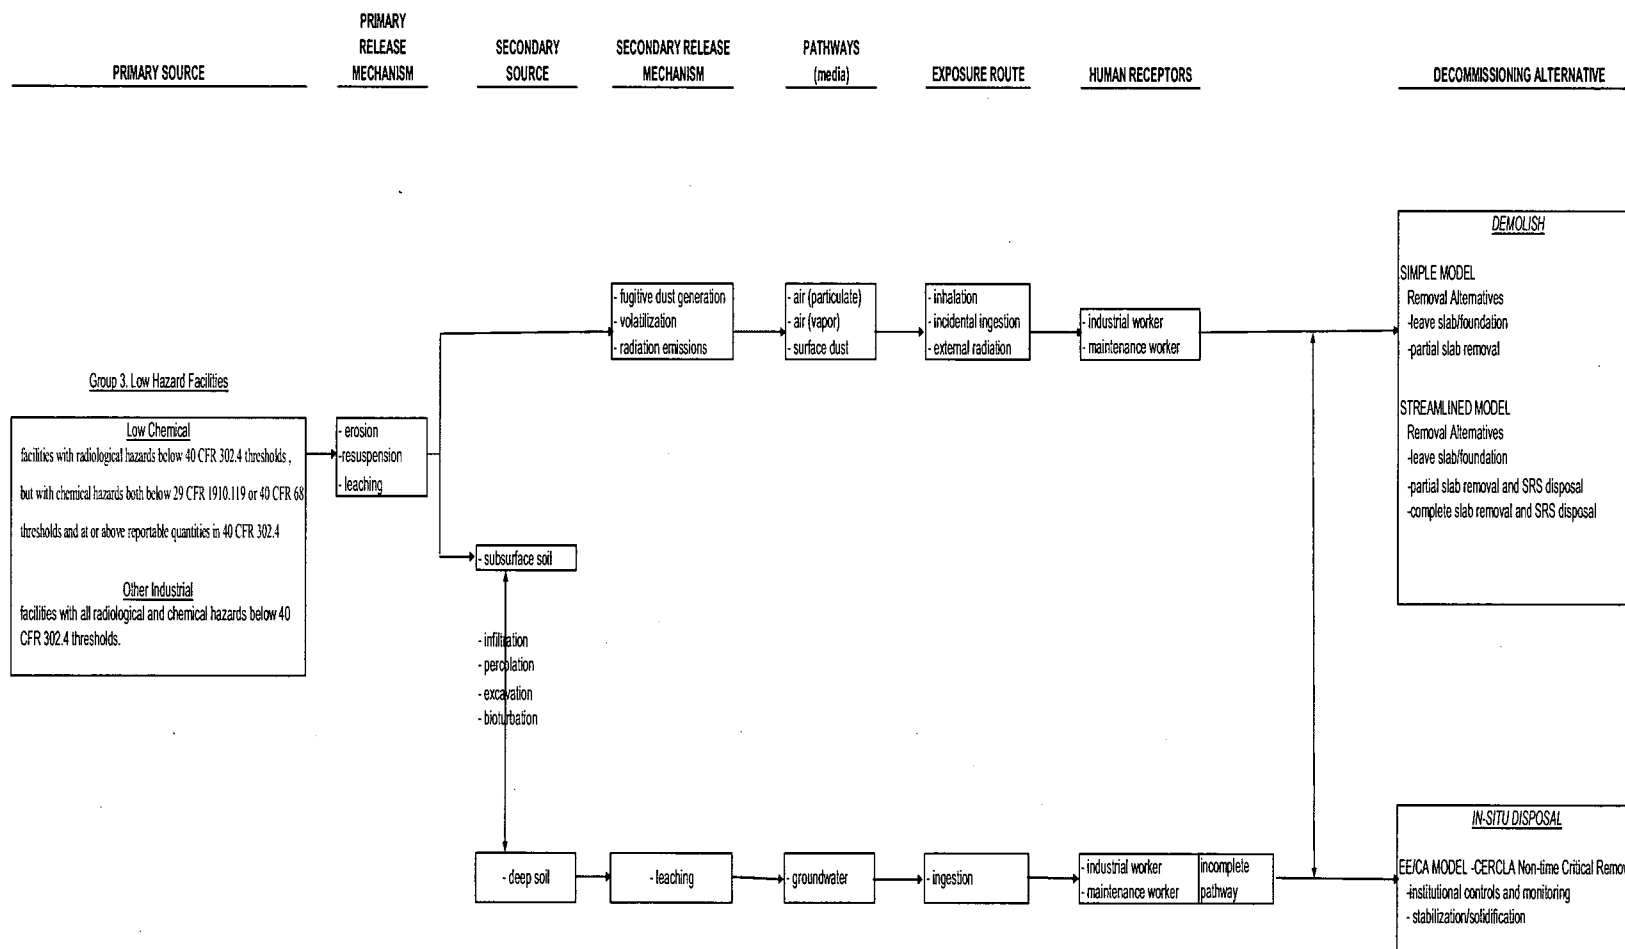 PRIMARY SOURCE
PRIMARY
RELEASE
MECHANISM
SECONDARY
SOURCE
SECONDARY RELEASE
MECHANISM
PATHWAYS
(media)
EXPOSURE ROUTE
HUMAN RECEPTORS
DECOMMISSIONING ALTERNATIVE
Group 3. Low Hazard Facilities
Low Chemical
facilities with radiological hazards below 40 CFR 302.4 thresholds ,
but with chemical hazards both below 29 CFR 1910.119 or 40 CFR 68
thresholds and at or above reportable quantities in 40 CFR 302.4
Other Industrial
facilities with all radiological and chemical hazards below 40
CFR 302.4 thresholds.
- erosion
-resuspension
- leaching
- subsurface soil
- infiltration
- percolation
- excavation
- bioturbation
- deep soil
- fugitive dust generation
- volatilization
- radiation emissions
- leaching
- air (particulate)
- air (vapor)
- surface dust
- groundwater
- inhalation
- incidental ingestion
- external radiation
- ingestion
- industrial worker
- maintenance worker
- industrial worker
- maintenance worker
incomplete
pathway
DEMOLISH
SIMPLE MODEL
Removal Alternatives
-leave slab/foundation
-partial slab removal
STREAMLINED MODEL
Removal Alternatives
-leave slab/foundation
-partial slab removal and SRS disposal
-complete slab removal and SRS disposal
IN-SITU DISPOSAL
EE/CA MODEL -CERCLA Non-time Critical Remov
-institutional controls and monitoring
- stabilization/solidification